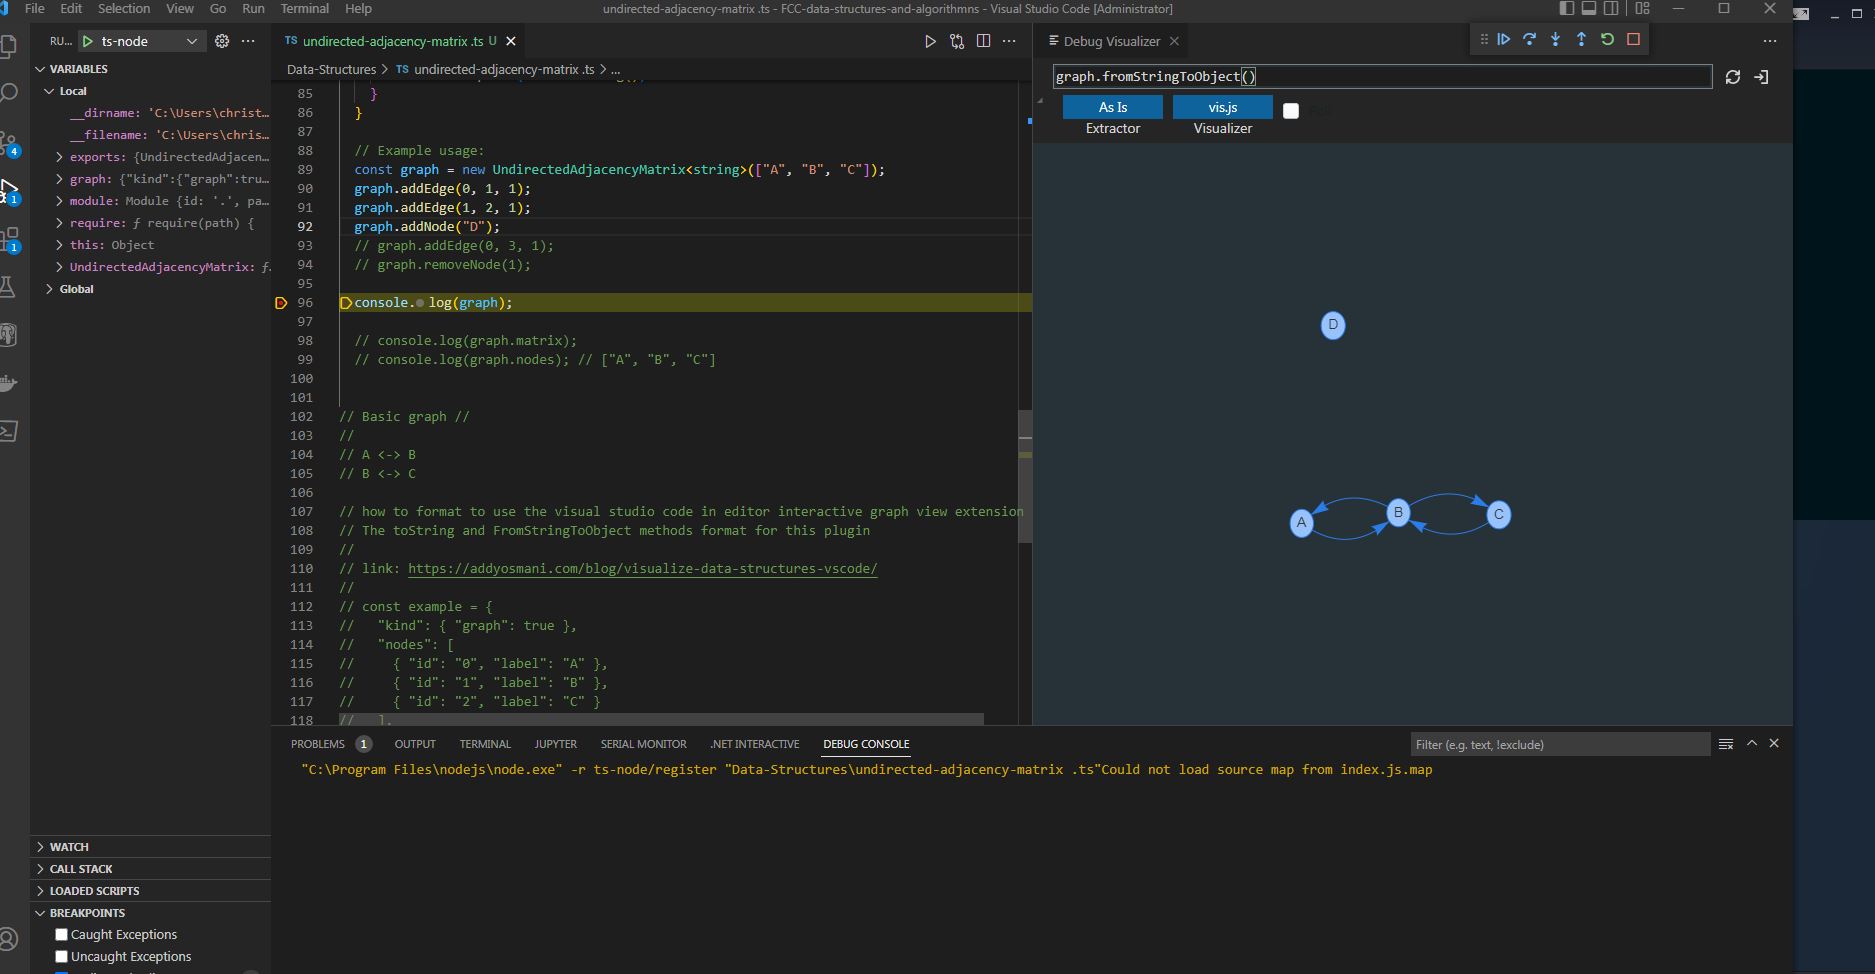 File Edit Selection View Go Run Terminal Help
undirected-adjacency-matrix .ts - FCC-data-structures-and-algorithmns - Visual Studio Code [Administrator]
RU... ts-node
VARIABLES
Local
__dirname: 'C:\Users\christ...
__filename: 'C:\Users\chris...
exports: {UndirectedAdjacen...
graph: {"kind":{"graph":tru...
module: Module {id: '.', pa...
require: ƒ require(path) {
this: Object
UndirectedAdjacencyMatrix: ƒ.
Global
4
1
1
WATCH
CALL STACK
LOADED SCRIPTS
BREAKPOINTS
Caught Exceptions
Uncaught Exceptions
TS undirected-adjacency-matrix .ts U
Data-Structures > TS undirected-adjacency-matrix .ts > ...
85 }
86 }
87
88 // Example usage:
89 const graph = new UndirectedAdjacencyMatrix<string>(["A", "B", "C"]);
90 graph.addEdge(0, 1, 1);
91 graph.addEdge(1, 2, 1);
92 graph.addNode("D");
93 // graph.addEdge(0, 3, 1);
94 // graph.removeNode(1);
95
96 console. log(graph);
97
98 // console.log(graph.matrix);
99 // console.log(graph.nodes); // ["A", "B", "C"]
100
101
102 // Basic graph //
103 //
104 // A <-> B
105 // B <-> C
106
107 // how to format to use the visual studio code in editor interactive graph view extension
108 // The toString and FromStringToObject methods format for this plugin
109 //
110 // link: https://addyosmani.com/blog/visualize-data-structures-vscode/
111 //
112 // const example = {
113 //   "kind": { "graph": true },
114 //   "nodes": [
115 //     { "id": "0", "label": "A" },
116 //     { "id": "1", "label": "B" },
117 //     { "id": "2", "label": "C" }
118 //   ],
Debug Visualizer
graph.fromStringToObject()
As Is
Extractor
vis.js
Visualizer
D
A
B
C
PROBLEMS 1 OUTPUT TERMINAL JUPYTER SERIAL MONITOR .NET INTERACTIVE DEBUG CONSOLE
Filter (e.g. text, !exclude)
"C:\Program Files\nodejs\node.exe" -r ts-node/register "Data-Structures\undirected-adjacency-matrix .ts"Could not load source map from index.js.map